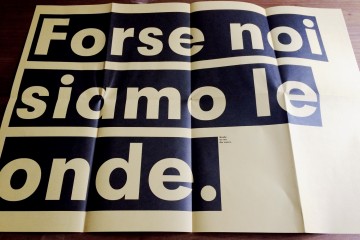 Forse noi
siamo le
onde.